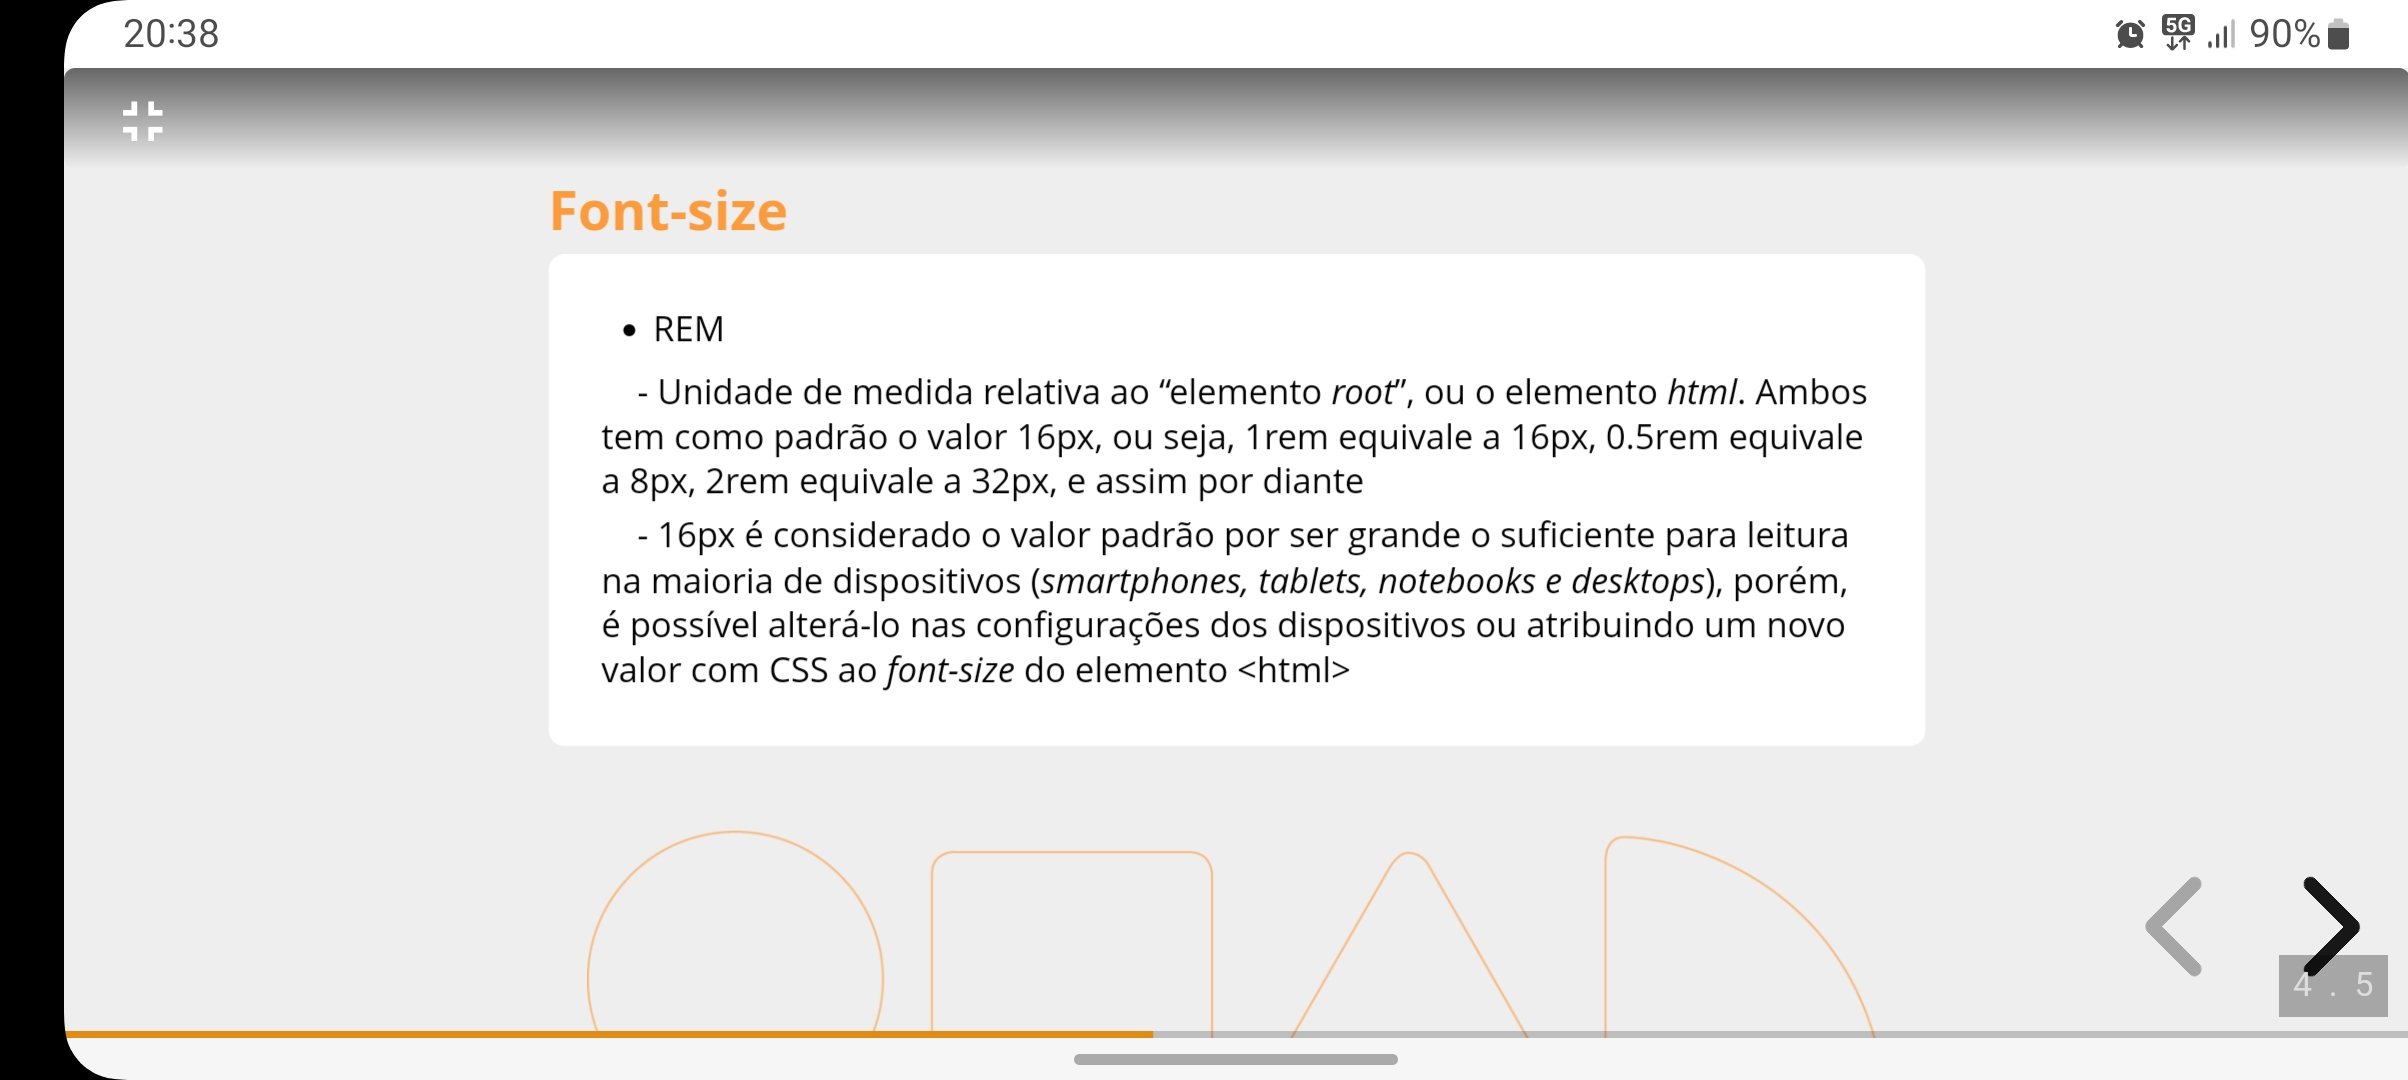 20:38
5G 90%
Font-size
• REM
- Unidade de medida relativa ao “elemento root”, ou o elemento html. Ambos
tem como padrão o valor 16px, ou seja, 1rem equivale a 16px, 0.5rem equivale
a 8px, 2rem equivale a 32px, e assim por diante
- 16px é considerado o valor padrão por ser grande o suficiente para leitura
na maioria de dispositivos (smartphones, tablets, notebooks e desktops), porém,
é possível alterá-lo nas configurações dos dispositivos ou atribuindo um novo
valor com CSS ao font-size do elemento <html>
4 . 5